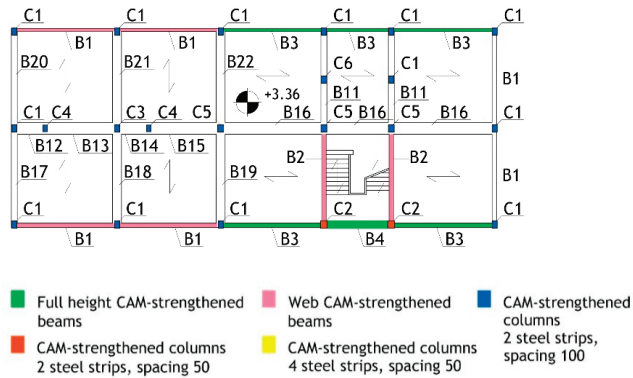 C1 C1 C1 C1 C1 C1
B1 B1 B3 B3 B3
B20 B21 B22 C6 C1
B1
+3.36 B11 B11
C1 C4 C3 C4 C5 B16 C5 B16 C5 B16 C1
B12 B13 B14 B15
B2 B2
B17 B18 B19 B1
C1 C1 C1 C2 C2 C1
B1 B1 B3 B4 B3
Full height CAM-strengthened
beams
Web CAM-strengthened
beams
CAM-strengthened
columns
2 steel strips,
spacing 100
CAM-strengthened columns
2 steel strips, spacing 50
CAM-strengthened columns
4 steel strips, spacing 50